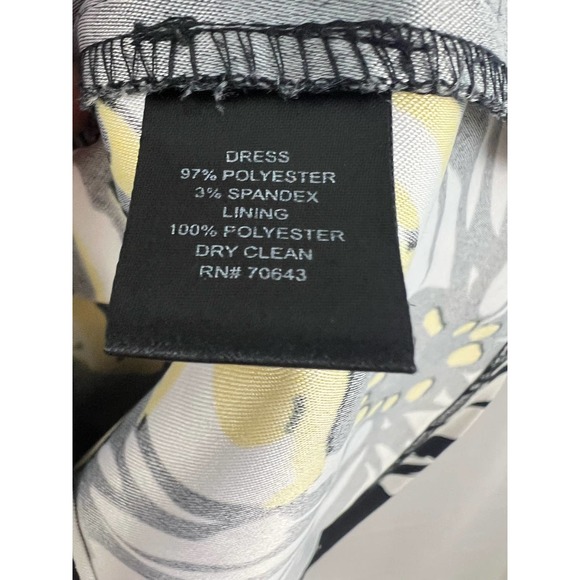 DRESS
97% POLYESTER
3% SPANDEX
LINING
100% POLYESTER
DRY CLEAN
RN# 70643